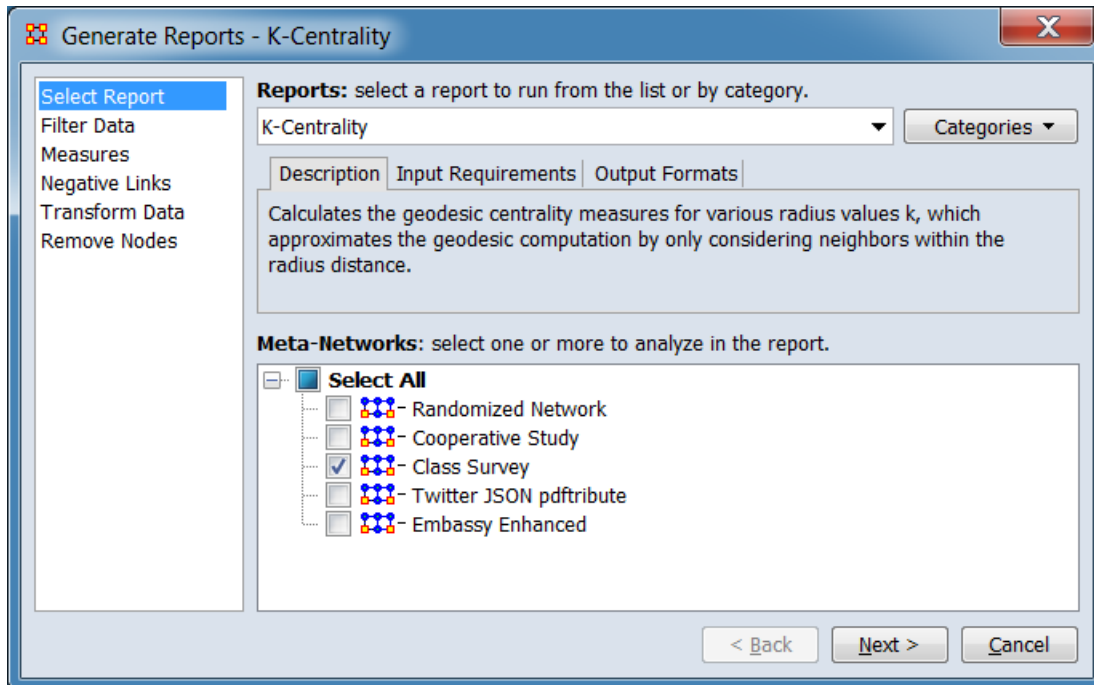 Generate Reports - K-Centrality
X
Select Report
Filter Data
Measures
Negative Links
Transform Data
Remove Nodes
Reports: select a report to run from the list or by category.
K-Centrality
Categories
Description
Input Requirements
Output Formats
Calculates the geodesic centrality measures for various radius values k, which
approximates the geodesic computation by only considering neighbors within the
radius distance.
Meta-Networks: select one or more to analyze in the report.
Select All
Randomized Network
Cooperative Study
Class Survey
Twitter JSON pdftribute
Embassy Enhanced
< Back
Next >
Cancel